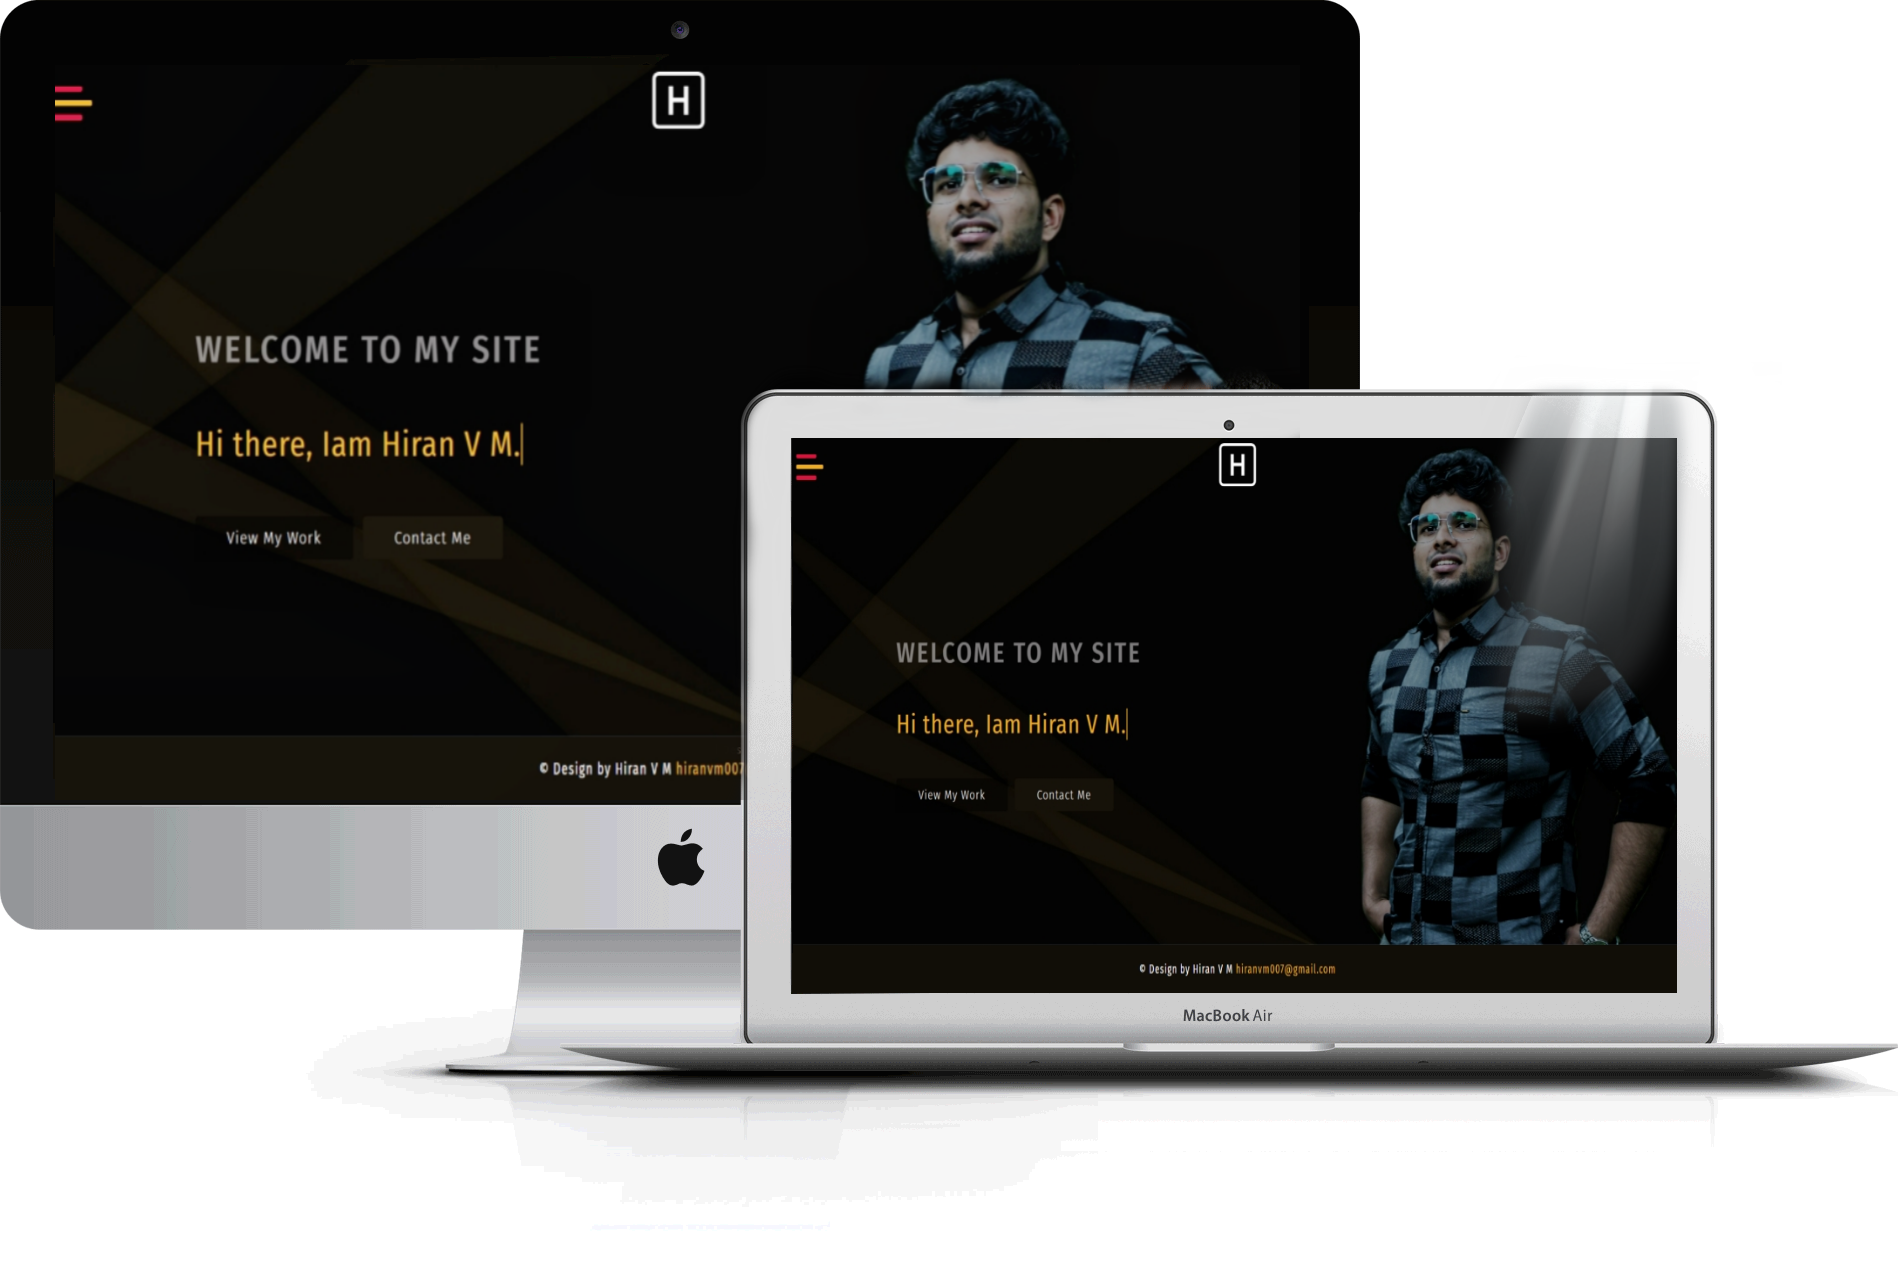 H
WELCOME TO MY SITE
Hi there, Iam Hiran V M.
View My Work
Contact Me
© Design by Hiran V M hiranvm007
H
WELCOME TO MY SITE
Hi there, Iam Hiran V M.
View My Work
Contact Me
© Design by Hiran V M hiranvm007@gmail.com
MacBook Air